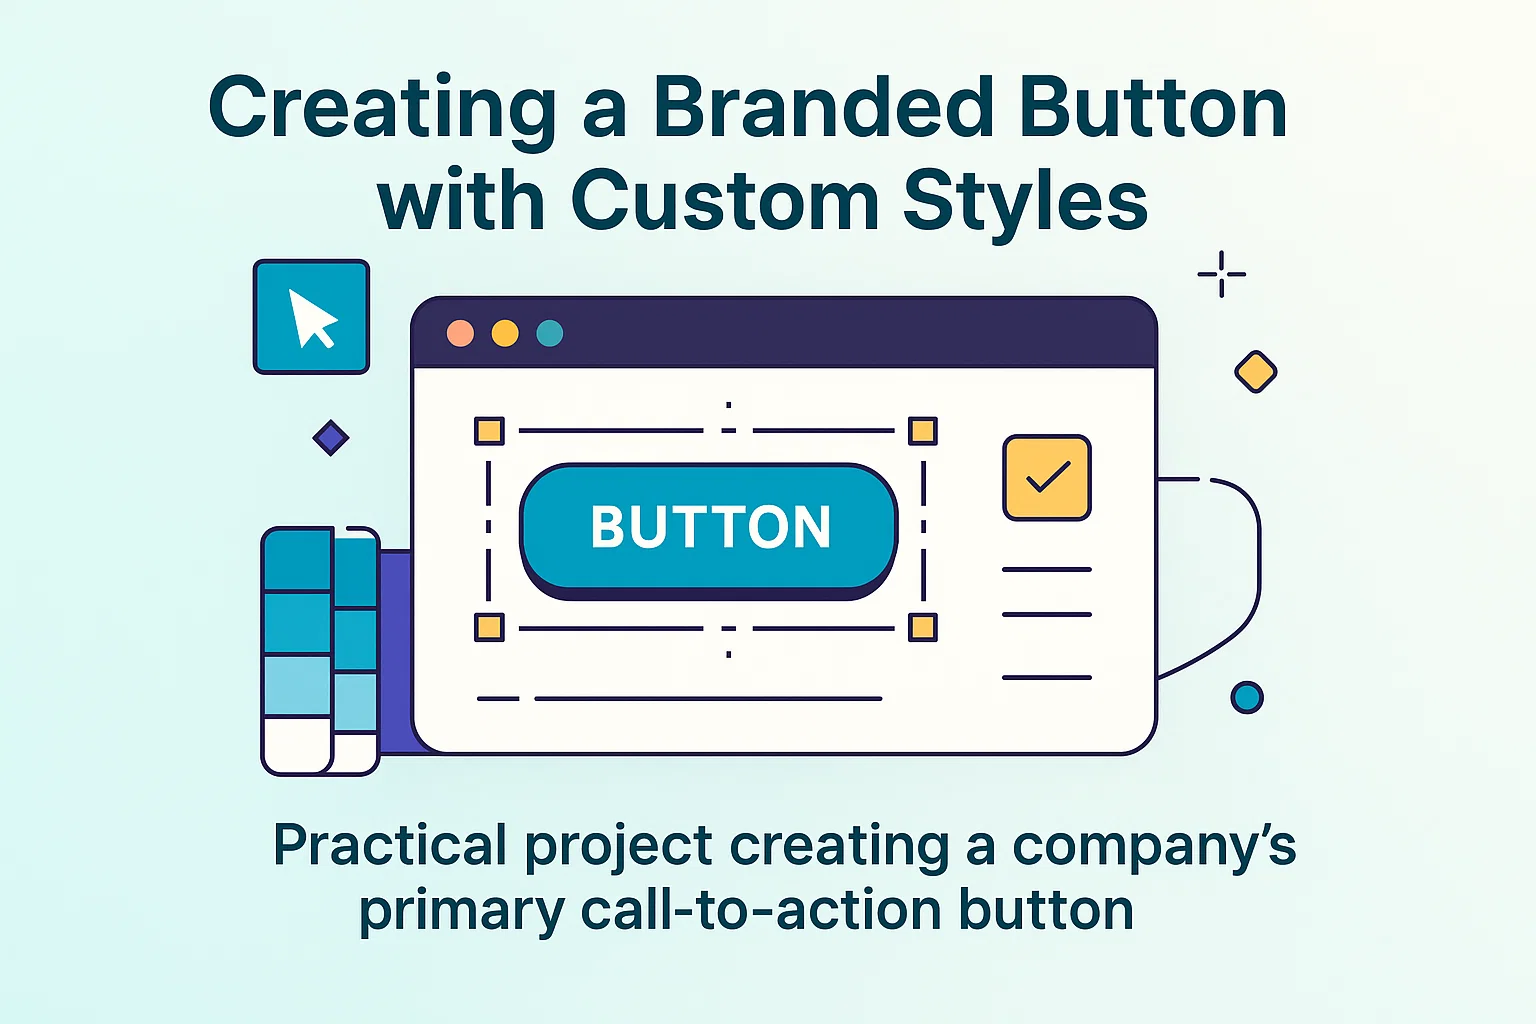 Creating a Branded Button
with Custom Styles
BUTTON
Practical project creating a company’s
primary call-to-action button